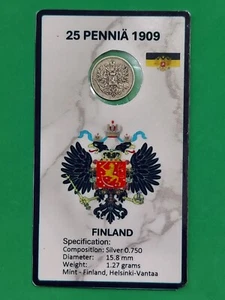 25 PENNIÄ 1909
FINLAND
Specification:
Composition: Silver 0.750
Diameter: 15.8 mm
Weight: 1.27 grams
Mint - Finland, Helsinki-Vantaa